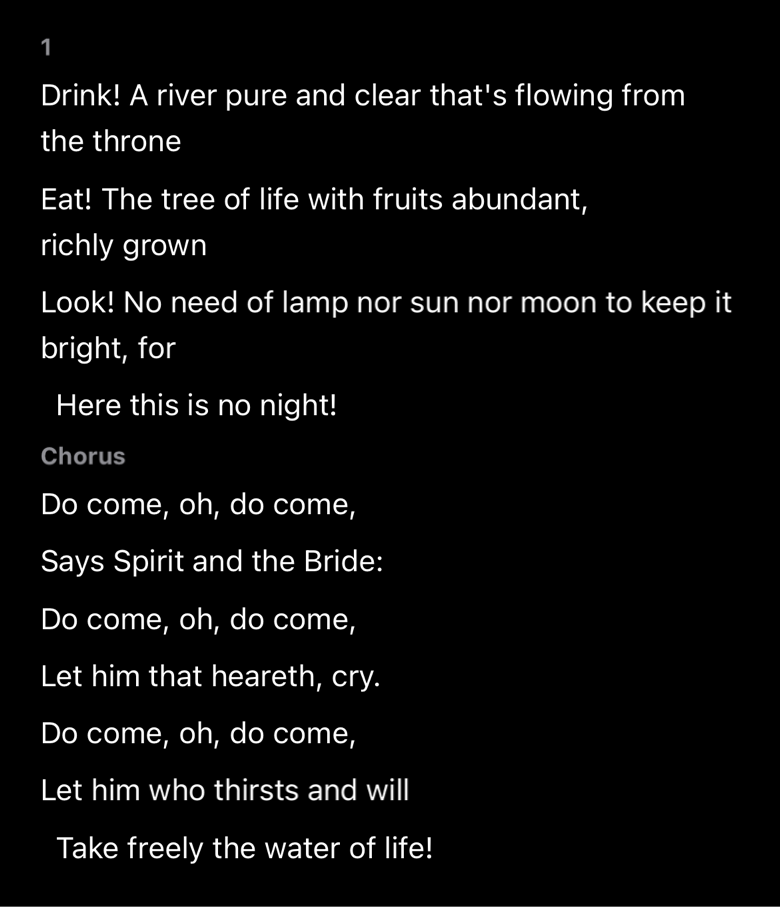 1
Drink! A river pure and clear that's flowing from
the throne
Eat! The tree of life with fruits abundant,
richly grown
Look! No need of lamp nor sun nor moon to keep it
bright, for
Here this is no night!
Chorus
Do come, oh, do come,
Says Spirit and the Bride:
Do come, oh, do come,
Let him that heareth, cry.
Do come, oh, do come,
Let him who thirsts and will
Take freely the water of life!